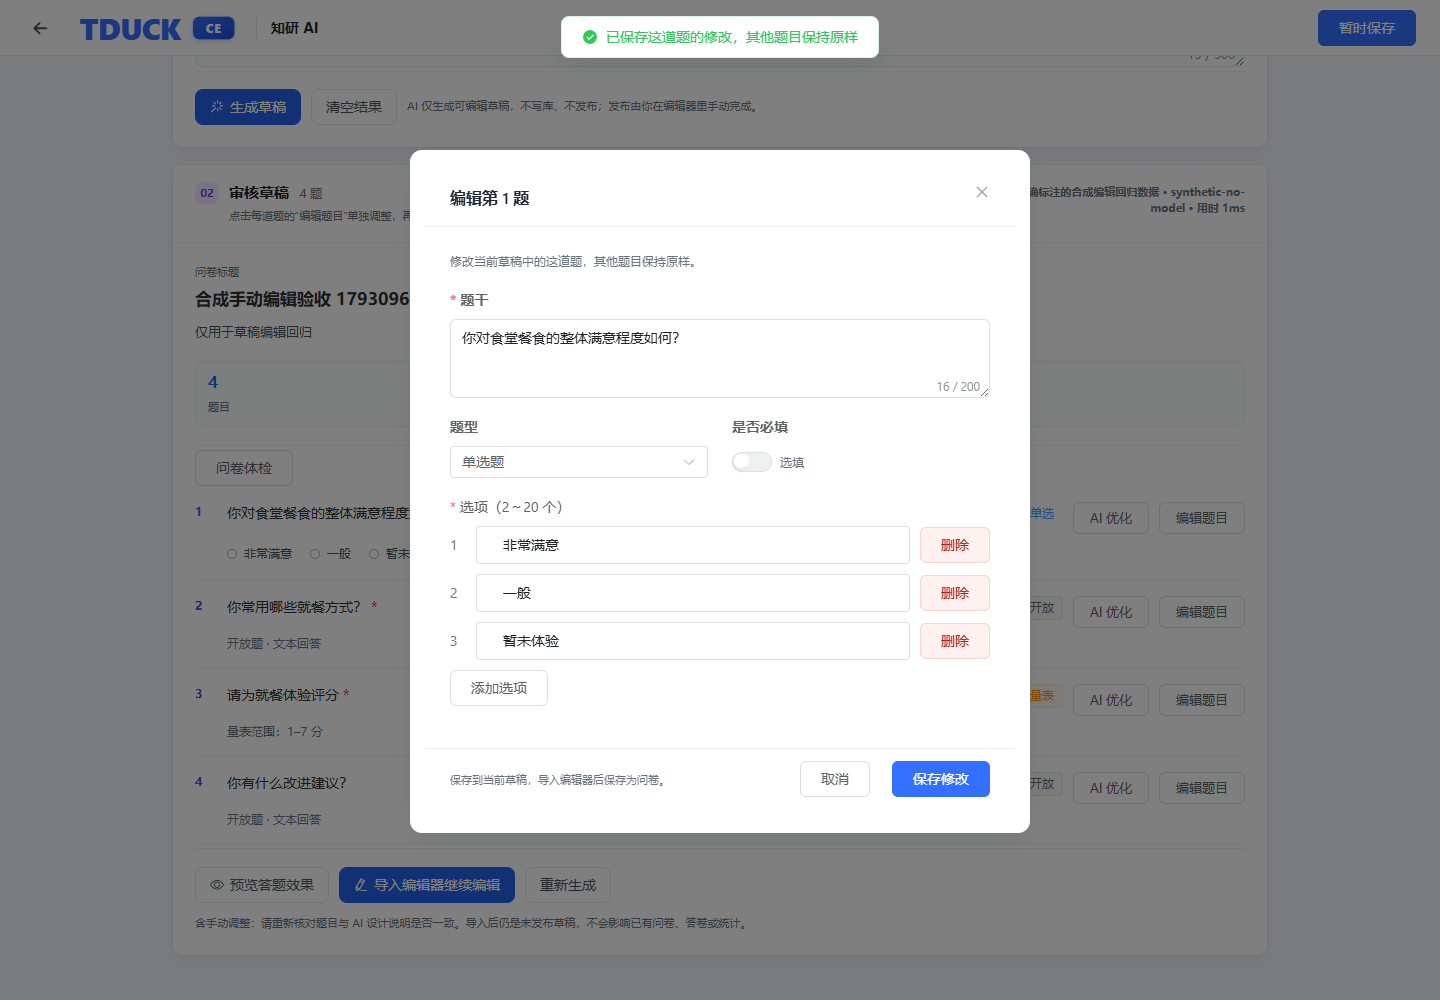 TDUCK CE 知研 AI
已保存这道题的修改，其他题目保持原样
暂时保存
生成草稿 清空结果 AI 仅生成可编辑草稿，不写库、不发布；发布由你在编辑器里手动完成。
02 审核草稿 4 题
点击每道题的“编辑题目”单独调整，再
确标注的合成编辑回归数据 • synthetic-no-
model • 用时 1ms
问卷标题
合成手动编辑验收 1793096
仅用于草稿编辑回归
4
题目
问卷体检
1 你对食堂餐食的整体满意程度 单选 AI 优化 编辑题目
非常满意 一般 暂未
2 你常用哪些就餐方式？ * 开放 AI 优化 编辑题目
开放题 · 文本回答
3 请为就餐体验评分 * 量表 AI 优化 编辑题目
量表范围：1–7 分
4 你有什么改进建议？ 开放 AI 优化 编辑题目
开放题 · 文本回答
预览答题效果 导入编辑器继续编辑 重新生成
含手动调整：请重新核对题目与 AI 设计说明是否一致。导入后仍是未发布草稿，不会影响已有问卷、答卷或统计。
编辑第 1 题
修改当前草稿中的这道题，其他题目保持原样。
* 题干
你对食堂餐食的整体满意程度如何？
16 / 200
题型 是否必填
单选题 选填
* 选项（2～20 个）
1 非常满意 删除
2 一般 删除
3 暂未体验 删除
添加选项
保存到当前草稿，导入编辑器后保存为问卷。 取消 保存修改